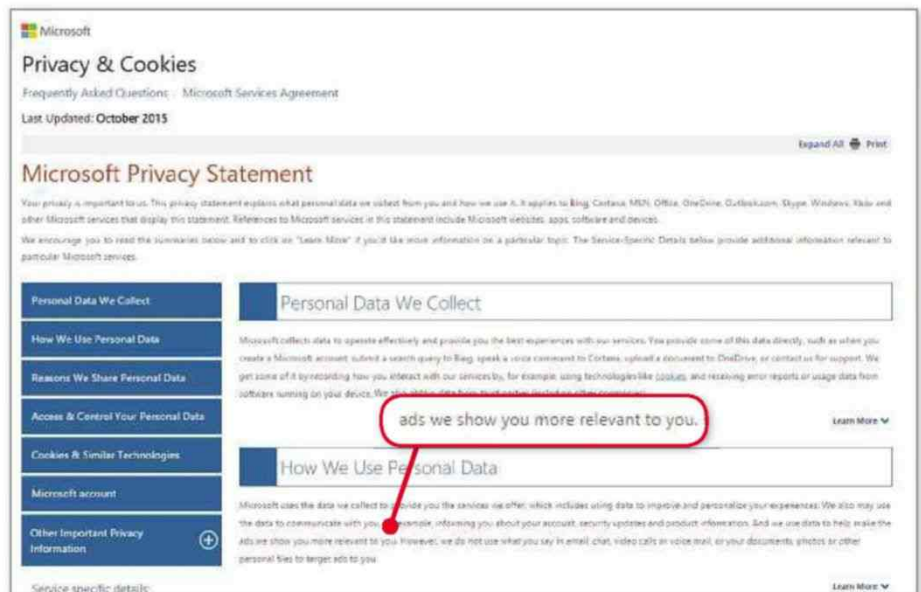 Microsoft
Privacy & Cookies
Frequently Asked Questions Microsoft Services Agreement
Last Updated: October 2015
Expand All Print
Microsoft Privacy Statement
Your privacy is important to us. This privacy statement explains what personal data we collect from you and how we use it. It applies to Bing, Cortana, MSN, Office, OneDrive, Outlook.com, Skype, Windows, Xbox and
other Microsoft services that display this statement. References to Microsoft services in this statement include Microsoft websites, apps, software and devices.
We encourage you to read the summaries below and to click on "Learn More" if you'd like more information on a particular topic. The Service-Specific Details below provide additional information relevant to
particular Microsoft services.
Personal Data We Collect
How We Use Personal Data
Reasons We Share Personal Data
Access & Control Your Personal Data
Cookies & Similar Technologies
Microsoft account
Other Important Privacy
Information
Service specific details:
Personal Data We Collect
Microsoft collects data to operate effectively and provide you the best experiences with our services. You provide some of this data directly, such as when you
create a Microsoft account, submit a search query to Bing, speak a voice command to Cortana, upload a document to OneDrive, or contact us for support. We
get some of it by recording how you interact with our services by, for example, using technologies like cookies, and receiving error reports or usage data from
software running on your device. We
ads we show you more relevant to you.
Learn More
How We Use Personal Data
Microsoft uses the data we collect to provide you the services we offer, which includes using data to improve and personalize your experiences. We also may use
the data to communicate with you, example, informing you about your account, security updates and product information. And we use data to help make the
ads we show you more relevant to you. However, we do not use what you say in email, chat, video calls or voice mail, or your documents, photos or other
personal files to target ads to you.
Learn More